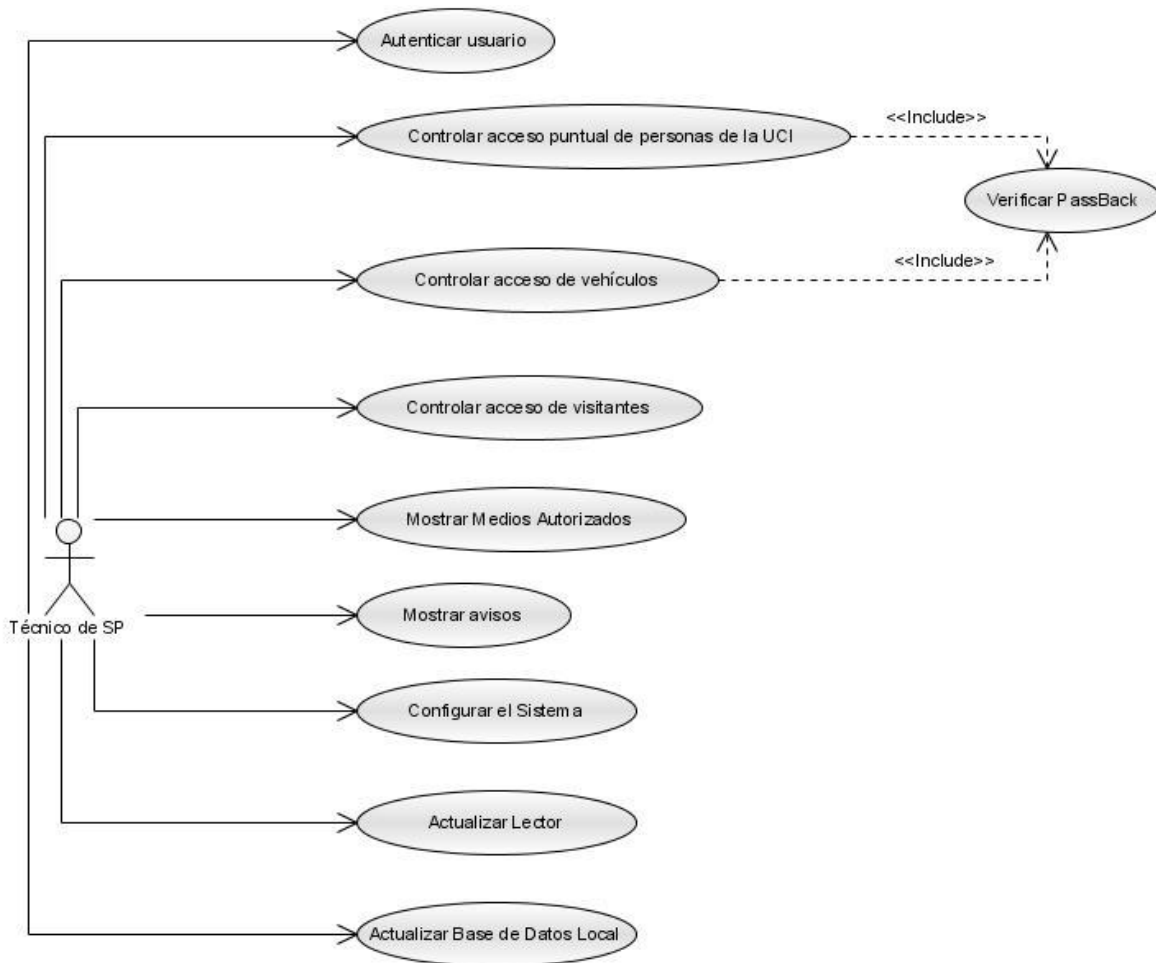 Autenticar usuario
Controlar acceso puntual de personas de la UCI
<<Include>>
Verificar PassBack
Controlar acceso de vehículos
<<Include>>
Controlar acceso de visitantes
Mostrar Medios Autorizados
Mostrar avisos
Técnico de SP
Configurar el Sistema
Actualizar Lector
Actualizar Base de Datos Local